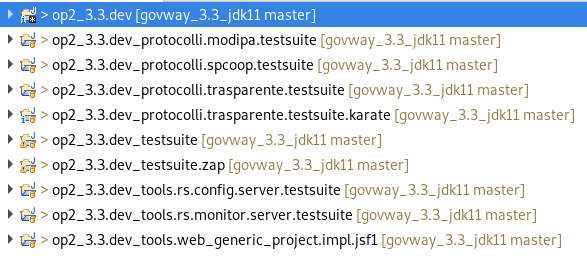 > op2_3.3.dev [govway_3.3_jdk11 master]
> op2_3.3.dev_protocolli.modipa.testsuite [govway_3.3_jdk11 master]
> op2_3.3.dev_protocolli.spcoop.testsuite [govway_3.3_jdk11 master]
> op2_3.3.dev_protocolli.trasparente.testsuite [govway_3.3_jdk11 master]
> op2_3.3.dev_protocolli.trasparente.testsuite.karate [govway_3.3_jdk11 master]
> op2_3.3.dev_testsuite [govway_3.3_jdk11 master]
> op2_3.3.dev_testsuite.zap [govway_3.3_jdk11 master]
> op2_3.3.dev_tools.rs.config.server.testsuite [govway_3.3_jdk11 master]
> op2_3.3.dev_tools.rs.monitor.server.testsuite [govway_3.3_jdk11 master]
> op2_3.3.dev_tools.web_generic_project.impl.jsf1 [govway_3.3_jdk11 master]